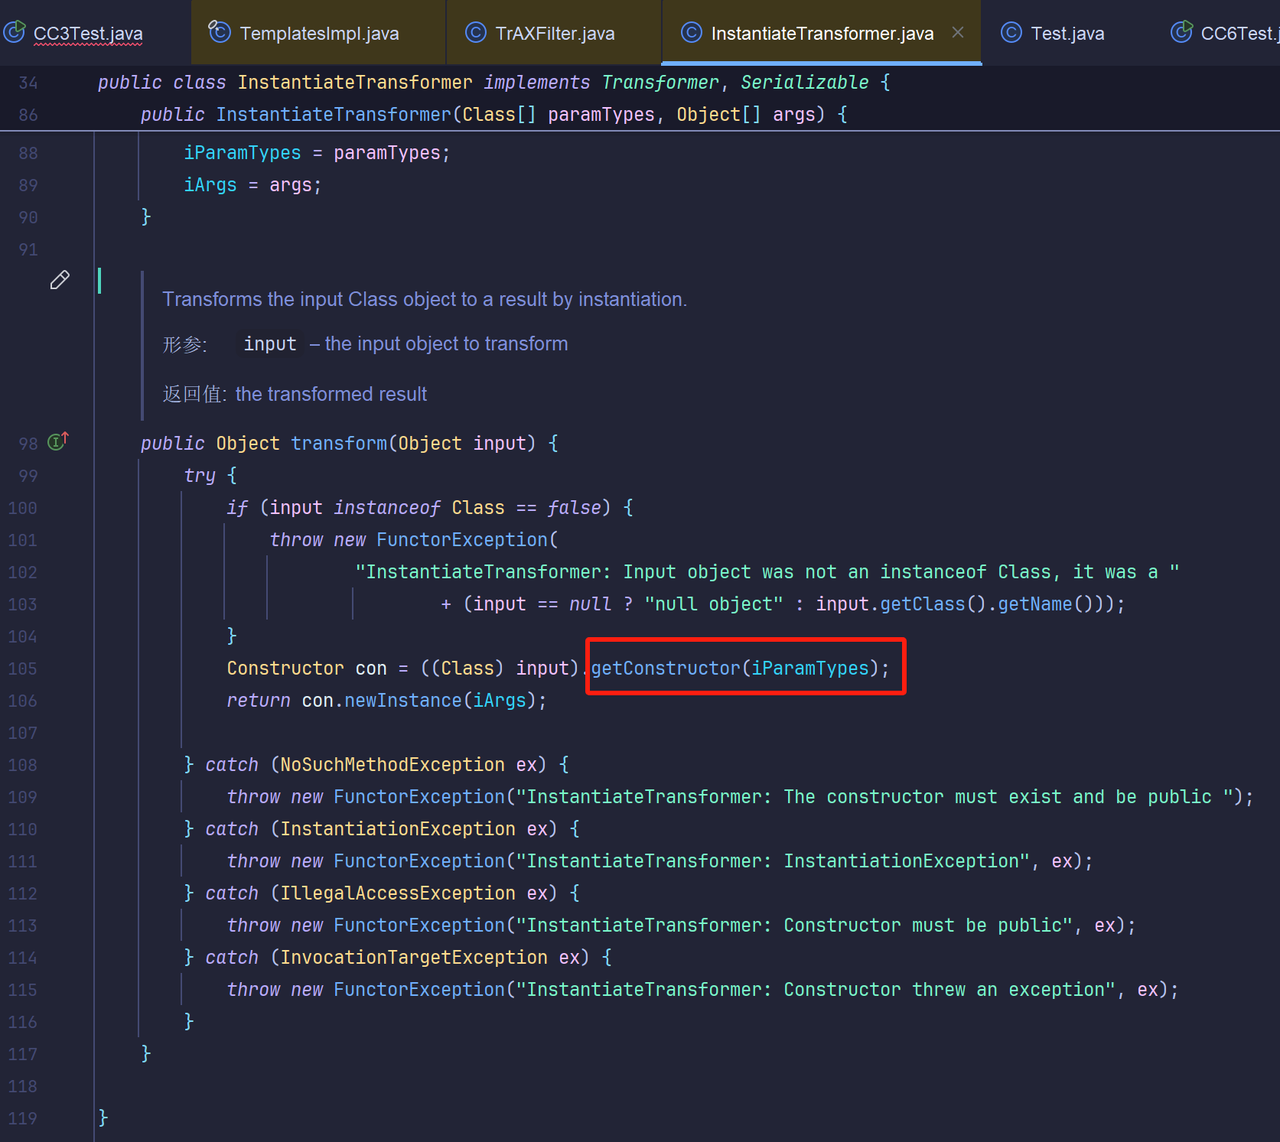 CC3Test.java TemplatesImpl.java TrAXFilter.java InstantiateTransformer.java Test.java CC6Test.j
34 public class InstantiateTransformer implements Transformer, Serializable {
86 public InstantiateTransformer(Class[] paramTypes, Object[] args) {
88 iParamTypes = paramTypes;
89 iArgs = args;
90 }
91
Transforms the input Class object to a result by instantiation.
形参: input – the input object to transform
返回值: the transformed result
98 public Object transform(Object input) {
99 try {
100 if (input instanceof Class == false) {
101 throw new FunctorException(
102 "InstantiateTransformer: Input object was not an instanceof Class, it was a "
103 + (input == null ? "null object" : input.getClass().getName()));
104 }
105 Constructor con = ((Class) input).getConstructor(iParamTypes);
106 return con.newInstance(iArgs);
107
108 } catch (NoSuchMethodException ex) {
109 throw new FunctorException("InstantiateTransformer: The constructor must exist and be public ");
110 } catch (InstantiationException ex) {
111 throw new FunctorException("InstantiateTransformer: InstantiationException", ex);
112 } catch (IllegalAccessException ex) {
113 throw new FunctorException("InstantiateTransformer: Constructor must be public", ex);
114 } catch (InvocationTargetException ex) {
115 throw new FunctorException("InstantiateTransformer: Constructor threw an exception", ex);
116 }
117 }
118
119 }